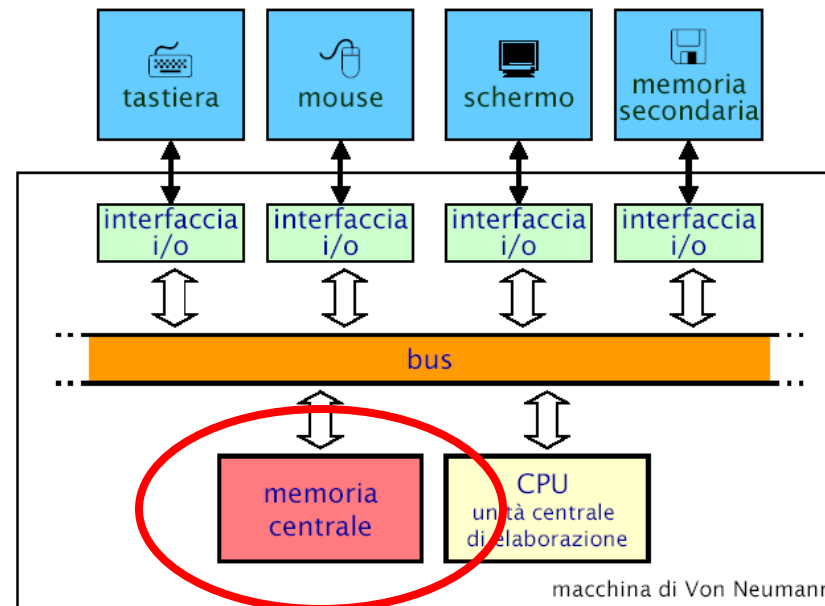 tastiera
mouse
schermo
memoria
secondaria
interfaccia
i/o
interfaccia
i/o
interfaccia
i/o
interfaccia
i/o
bus
memoria
centrale
CPU
unità centrale
di elaborazione
macchina di Von Neumann